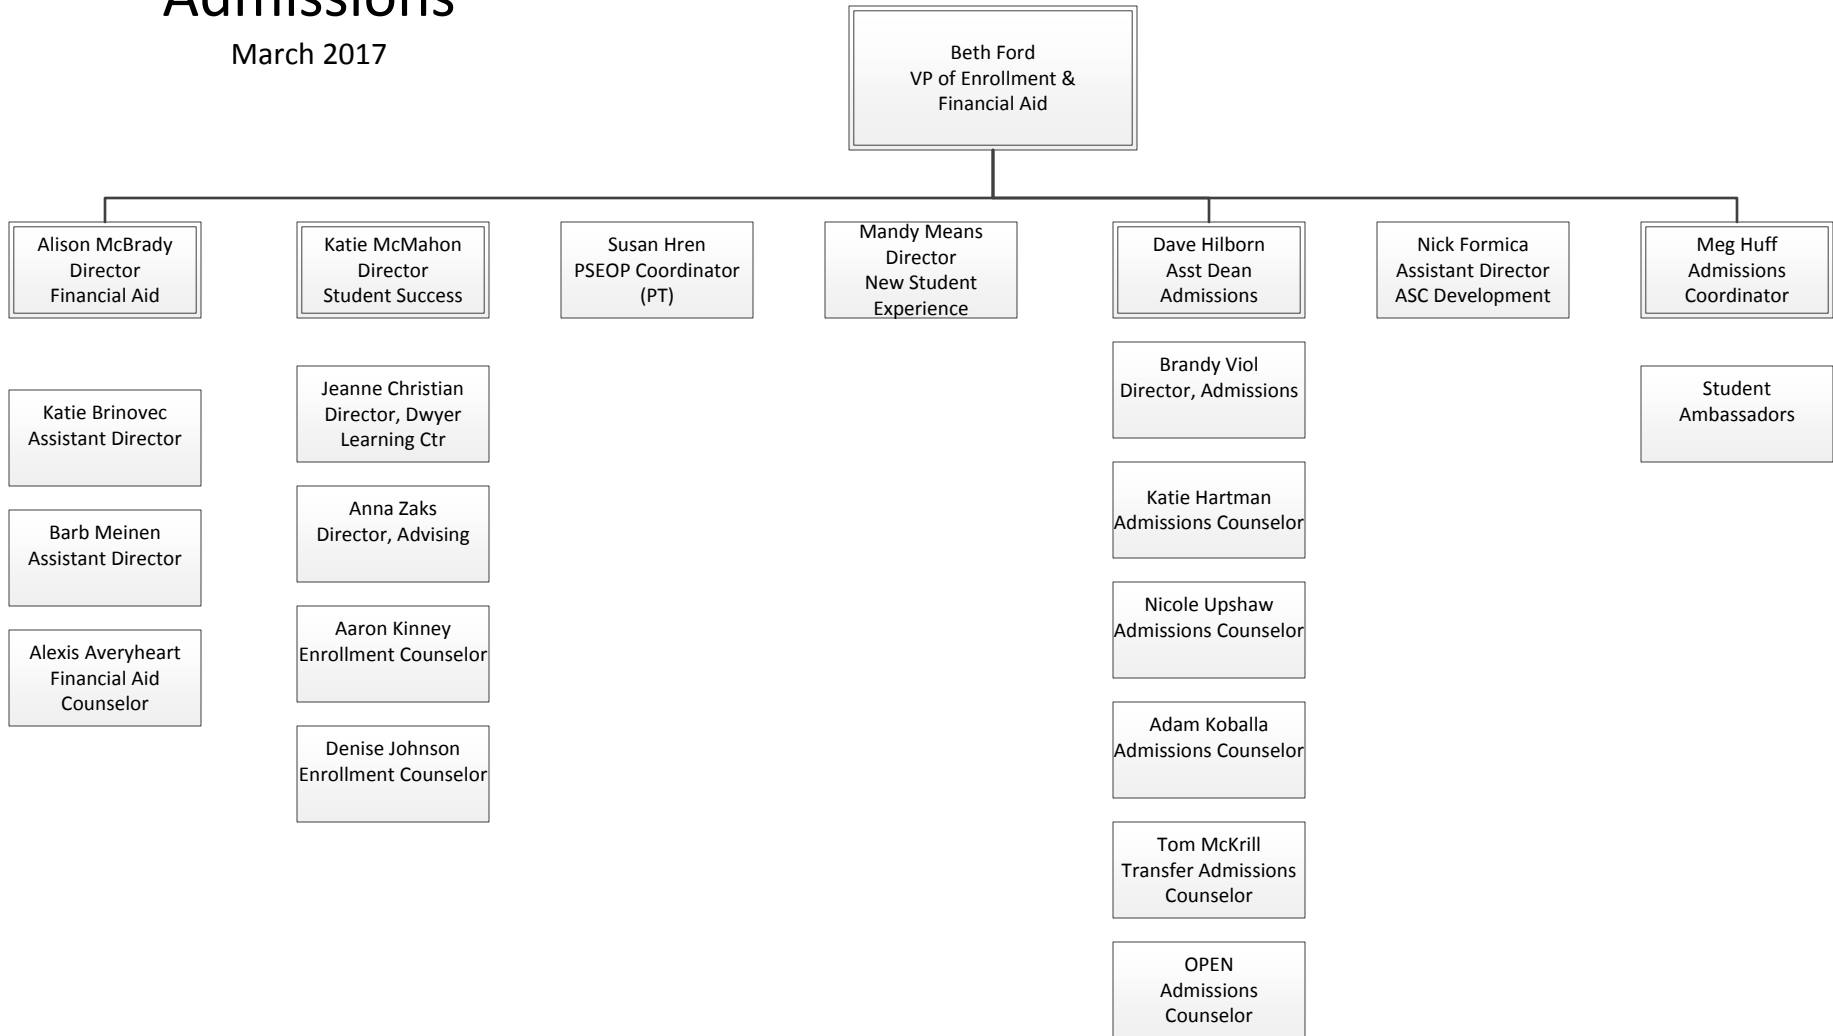 Admissions
March 2017
Beth Ford
VP of Enrollment &
Financial Aid
Alison McBrady
Director
Financial Aid
Katie McMahon
Director
Student Success
Susan Hren
PSEOP Coordinator
(PT)
Mandy Means
Director
New Student
Experience
Dave Hilborn
Asst Dean
Admissions
Nick Formica
Assistant Director
ASC Development
Meg Huff
Admissions
Coordinator
Katie Brinovec
Assistant Director
Barb Meinen
Assistant Director
Alexis Averyheart
Financial Aid
Counselor
Jeanne Christian
Director, Dwyer
Learning Ctr
Anna Zaks
Director, Advising
Aaron Kinney
Enrollment Counselor
Denise Johnson
Enrollment Counselor
Brandy Viol
Director, Admissions
Katie Hartman
Admissions Counselor
Nicole Upshaw
Admissions Counselor
Adam Koballa
Admissions Counselor
Tom McKrill
Transfer Admissions
Counselor
OPEN
Admissions
Counselor
Student
Ambassadors